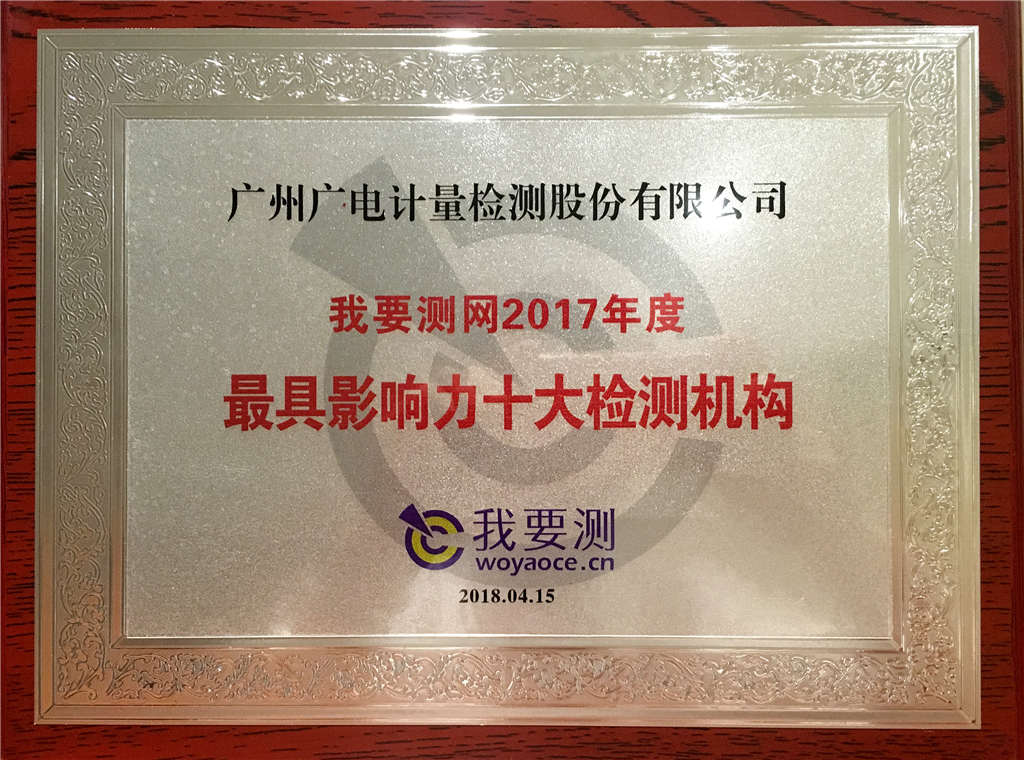 广州广电计量检测股份有限公司
我要测网2017年度
最具影响力十大检测机构
我要测
woyaoce.cn
2018.04.15